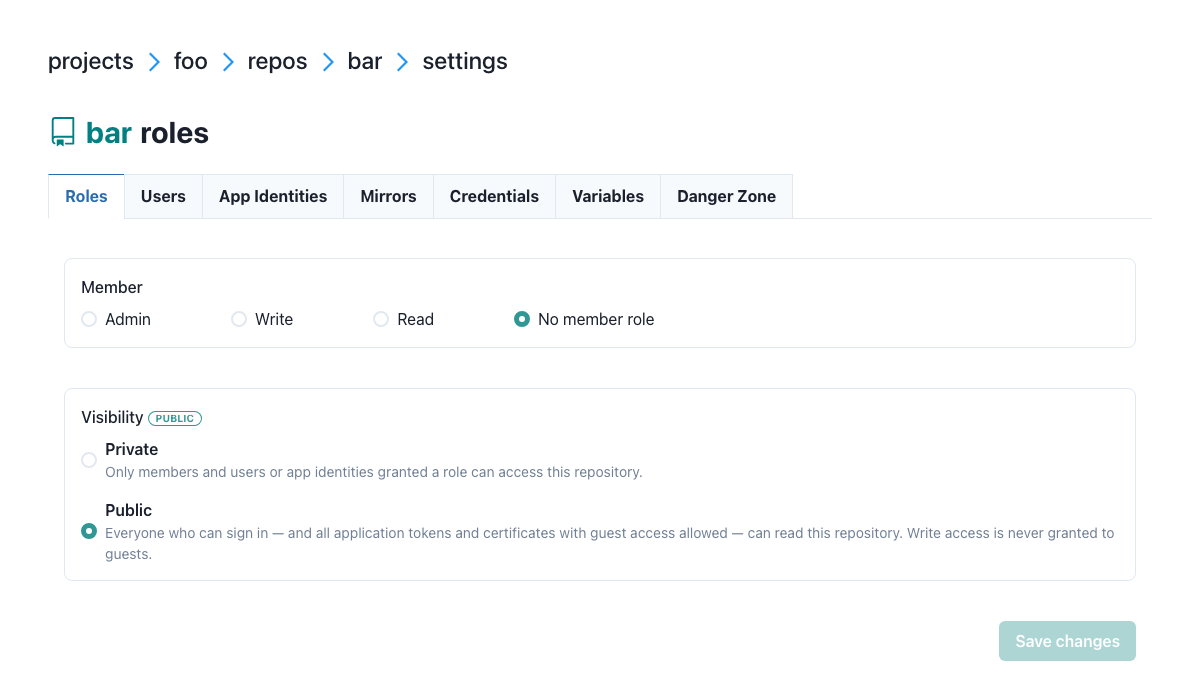 projects > foo > repos > bar > settings
bar roles
Roles Users App Identities Mirrors Credentials Variables Danger Zone
Member
Admin Write Read No member role
Visibility PUBLIC
Private
Only members and users or app identities granted a role can access this repository.
Public
Everyone who can sign in — and all application tokens and certificates with guest access allowed — can read this repository. Write access is never granted to
guests.
Save changes